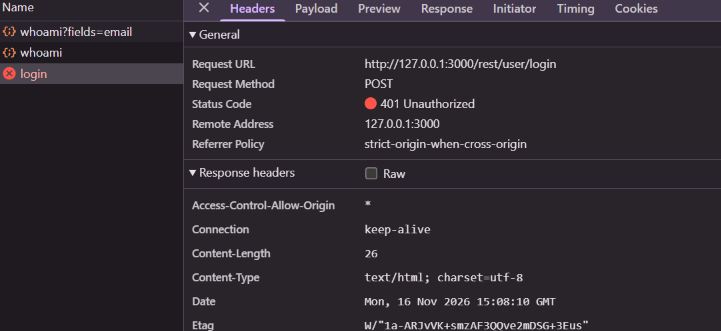 Name
Headers Payload Preview Response Initiator Timing Cookies
whoami?fields=email
whoami
login
General
Request URL http://127.0.0.1:3000/rest/user/login
Request Method POST
Status Code 401 Unauthorized
Remote Address 127.0.0.1:3000
Referrer Policy strict-origin-when-cross-origin
Response headers Raw
Access-Control-Allow-Origin *
Connection keep-alive
Content-Length 26
Content-Type text/html; charset=utf-8
Date Mon, 16 Nov 2026 15:08:10 GMT
Etag W/"1a-ARJvVK+smzAF3QQve2mDSG+3Eus"